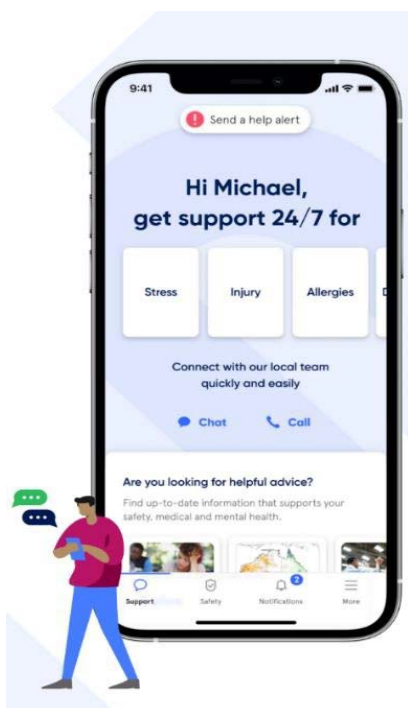 9:41
Send a help alert
Hi Michael,
get support 24/7 for
Stress
Injury
Allergies
D
Connect with our local team
quickly and easily
Chat
Call
Are you looking for helpful advice?
Find up-to-date information that supports your
safety, medical and mental health.
2
Support
Safety
Notifications
More